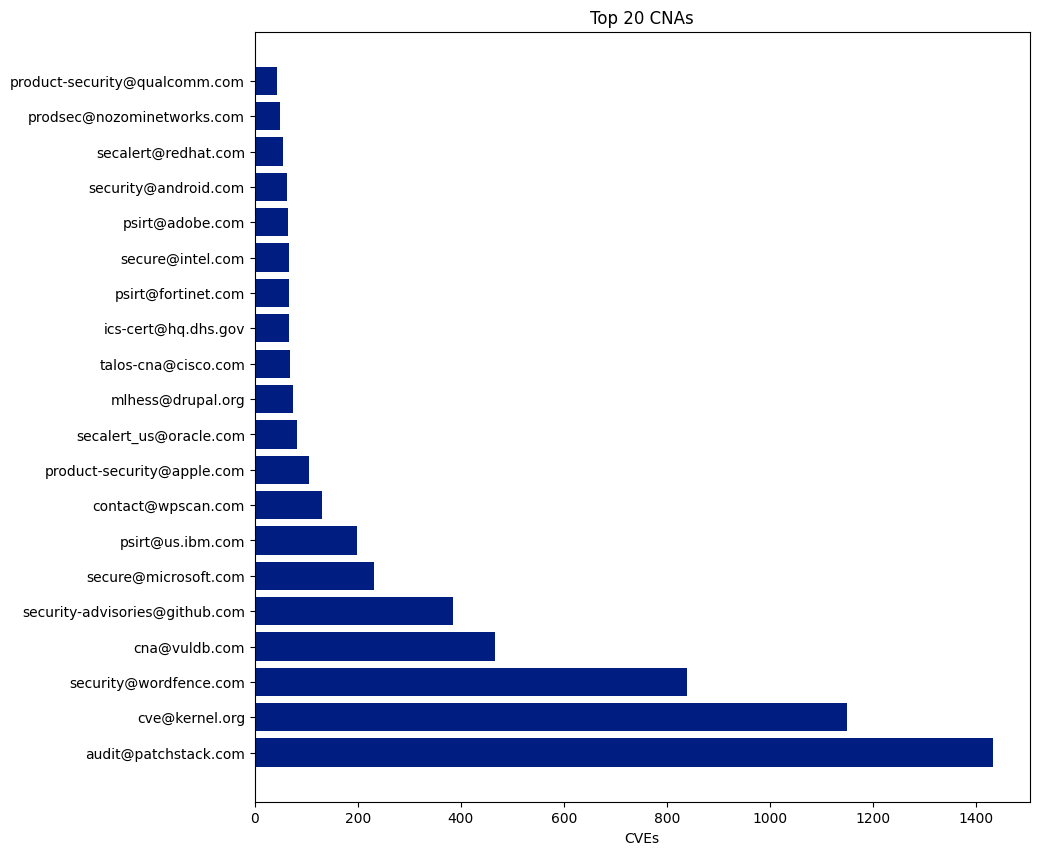 Top 20 CNAs
product-security@qualcomm.com
prodsec@nozominetworks.com
secalert@redhat.com
security@android.com
psirt@adobe.com
secure@intel.com
psirt@fortinet.com
ics-cert@hq.dhs.gov
talos-cna@cisco.com
mlhess@drupal.org
secalert_us@oracle.com
product-security@apple.com
contact@wpscan.com
psirt@us.ibm.com
secure@microsoft.com
security-advisories@github.com
cna@vuldb.com
security@wordfence.com
cve@kernel.org
audit@patchstack.com
0 200 400 600 800 1000 1200 1400
CVEs